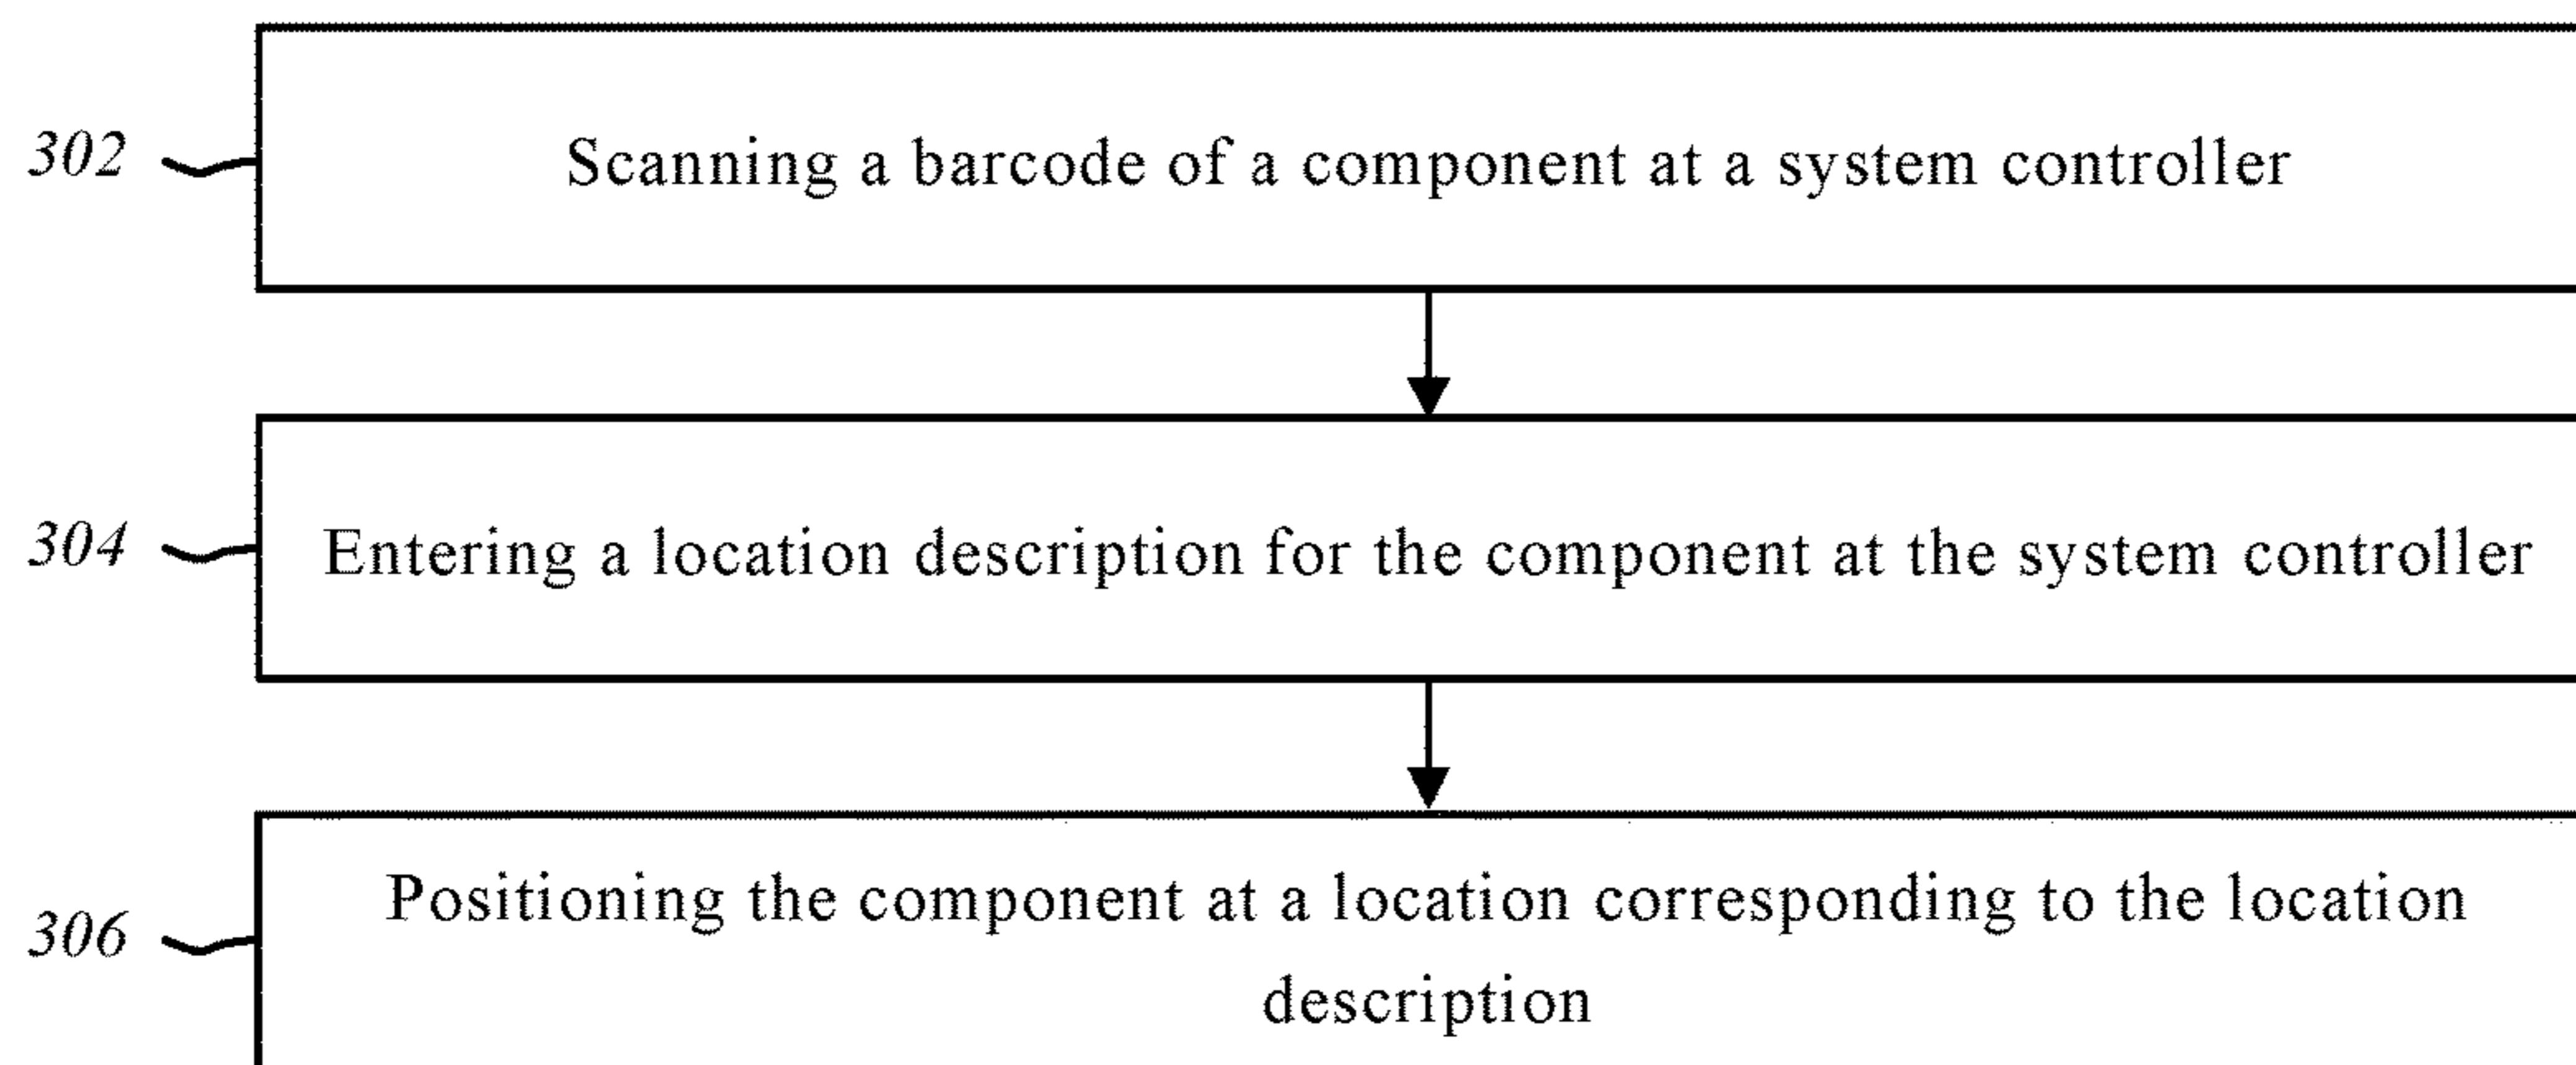 302 Scanning a barcode of a component at a system controller
304 Entering a location description for the component at the system controller
306 Positioning the component at a location corresponding to the location
description